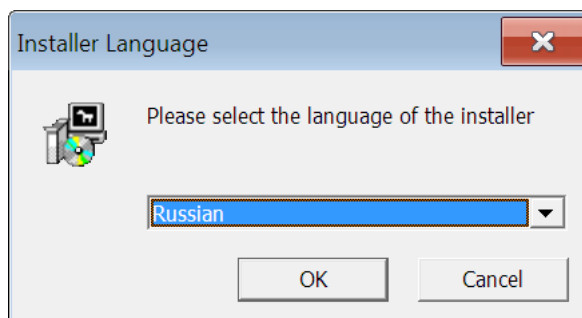 Installer Language
Please select the language of the installer
Russian
OK
Cancel